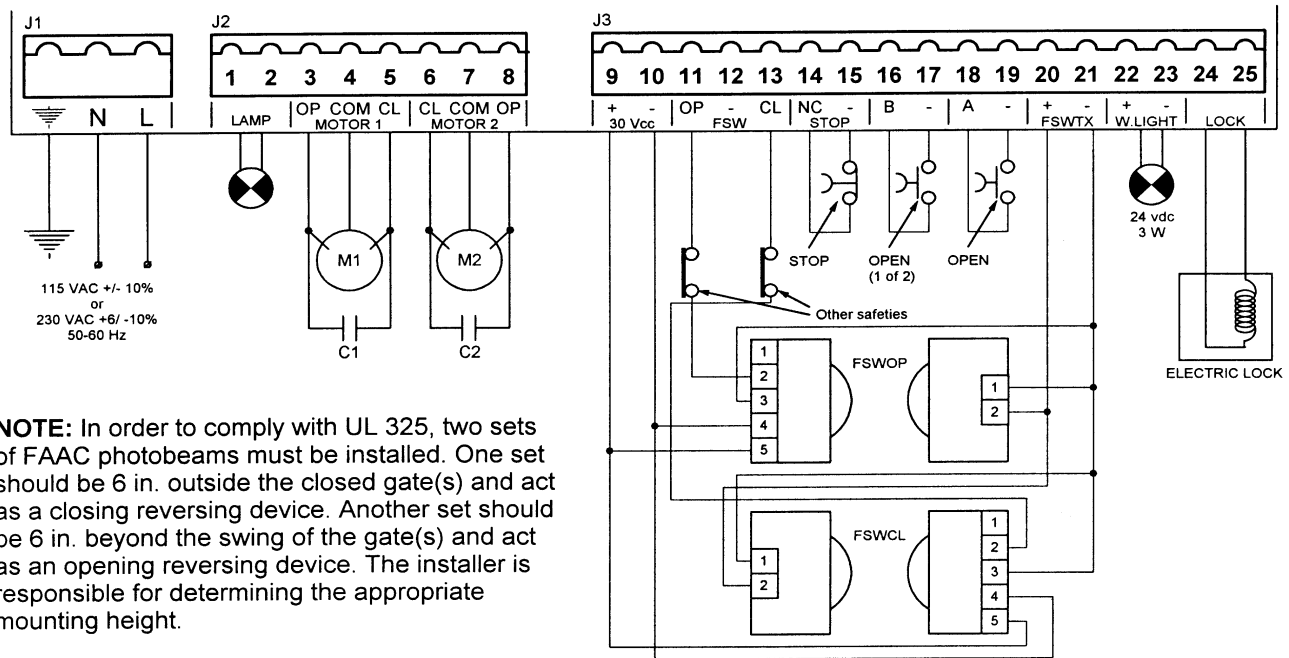 J1 J2 J3
1 2 3 4 5 6 7 8 9 10 11 12 13 14 15 16 17 18 19 20 21 22 23 24 25
N L LAMP OP COM CL CL COM OP + - OP - CL NC - B - A - + - + - LOCK
MOTOR 1 MOTOR 2 30 Vcc FSW STOP FSWTX W.LIGHT
M1 M2
C1 C2
115 VAC +/- 10%
or
230 VAC +6/ -10%
50-60 Hz
STOP
OPEN
(1 of 2)
OPEN
24 vdc
3 W
Other safeties
ELECTRIC LOCK
FSWOP
1
2
3
4
5
1
2
FSWCL
1
2
1
2
3
4
5
NOTE: In order to comply with UL 325, two sets
of FAAC photobeams must be installed. One set
should be 6 in. outside the closed gate(s) and act
as a closing reversing device. Another set should
be 6 in. beyond the swing of the gate(s) and act
as an opening reversing device. The installer is
responsible for determining the appropriate
mounting height.